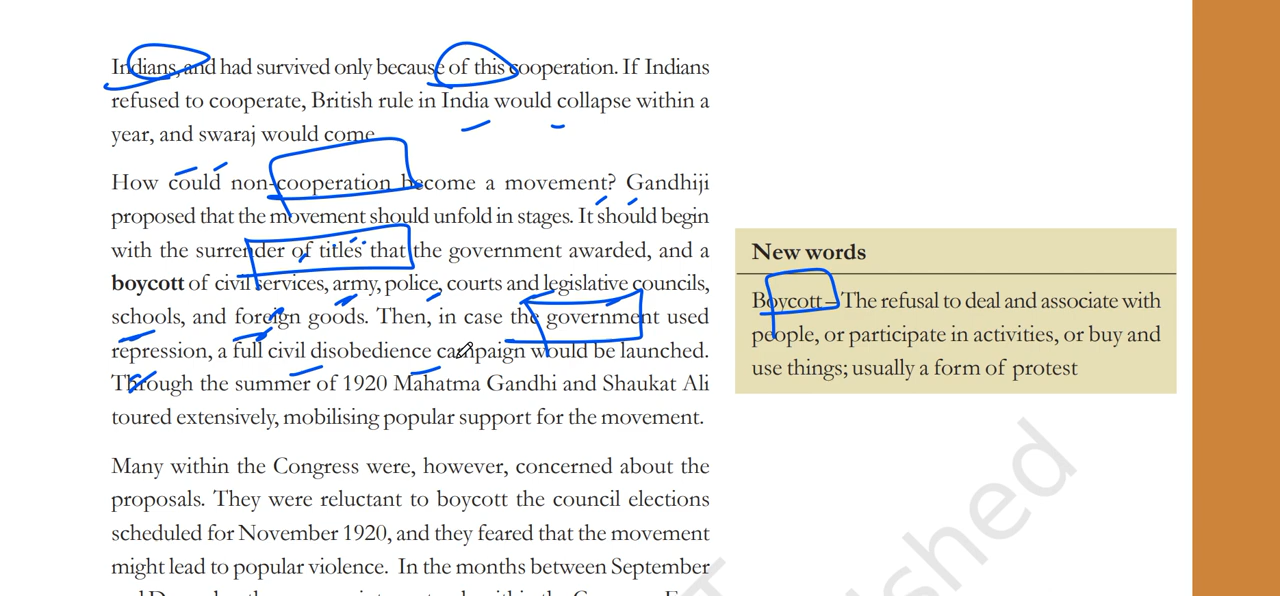 Indians, and had survived only because of this cooperation. If Indians
refused to cooperate, British rule in India would collapse within a
year, and swaraj would come.
How could non-cooperation become a movement? Gandhiji
proposed that the movement should unfold in stages. It should begin
with the surrender of titles that the government awarded, and a
boycott of civil services, army, police, courts and legislative councils,
schools, and foreign goods. Then, in case the government used
repression, a full civil disobedience campaign would be launched.
Through the summer of 1920 Mahatma Gandhi and Shaukat Ali
toured extensively, mobilising popular support for the movement.
Many within the Congress were, however, concerned about the
proposals. They were reluctant to boycott the council elections
scheduled for November 1920, and they feared that the movement
might lead to popular violence. In the months between September
New words
Boycott – The refusal to deal and associate with
people, or participate in activities, or buy and
use things; usually a form of protest